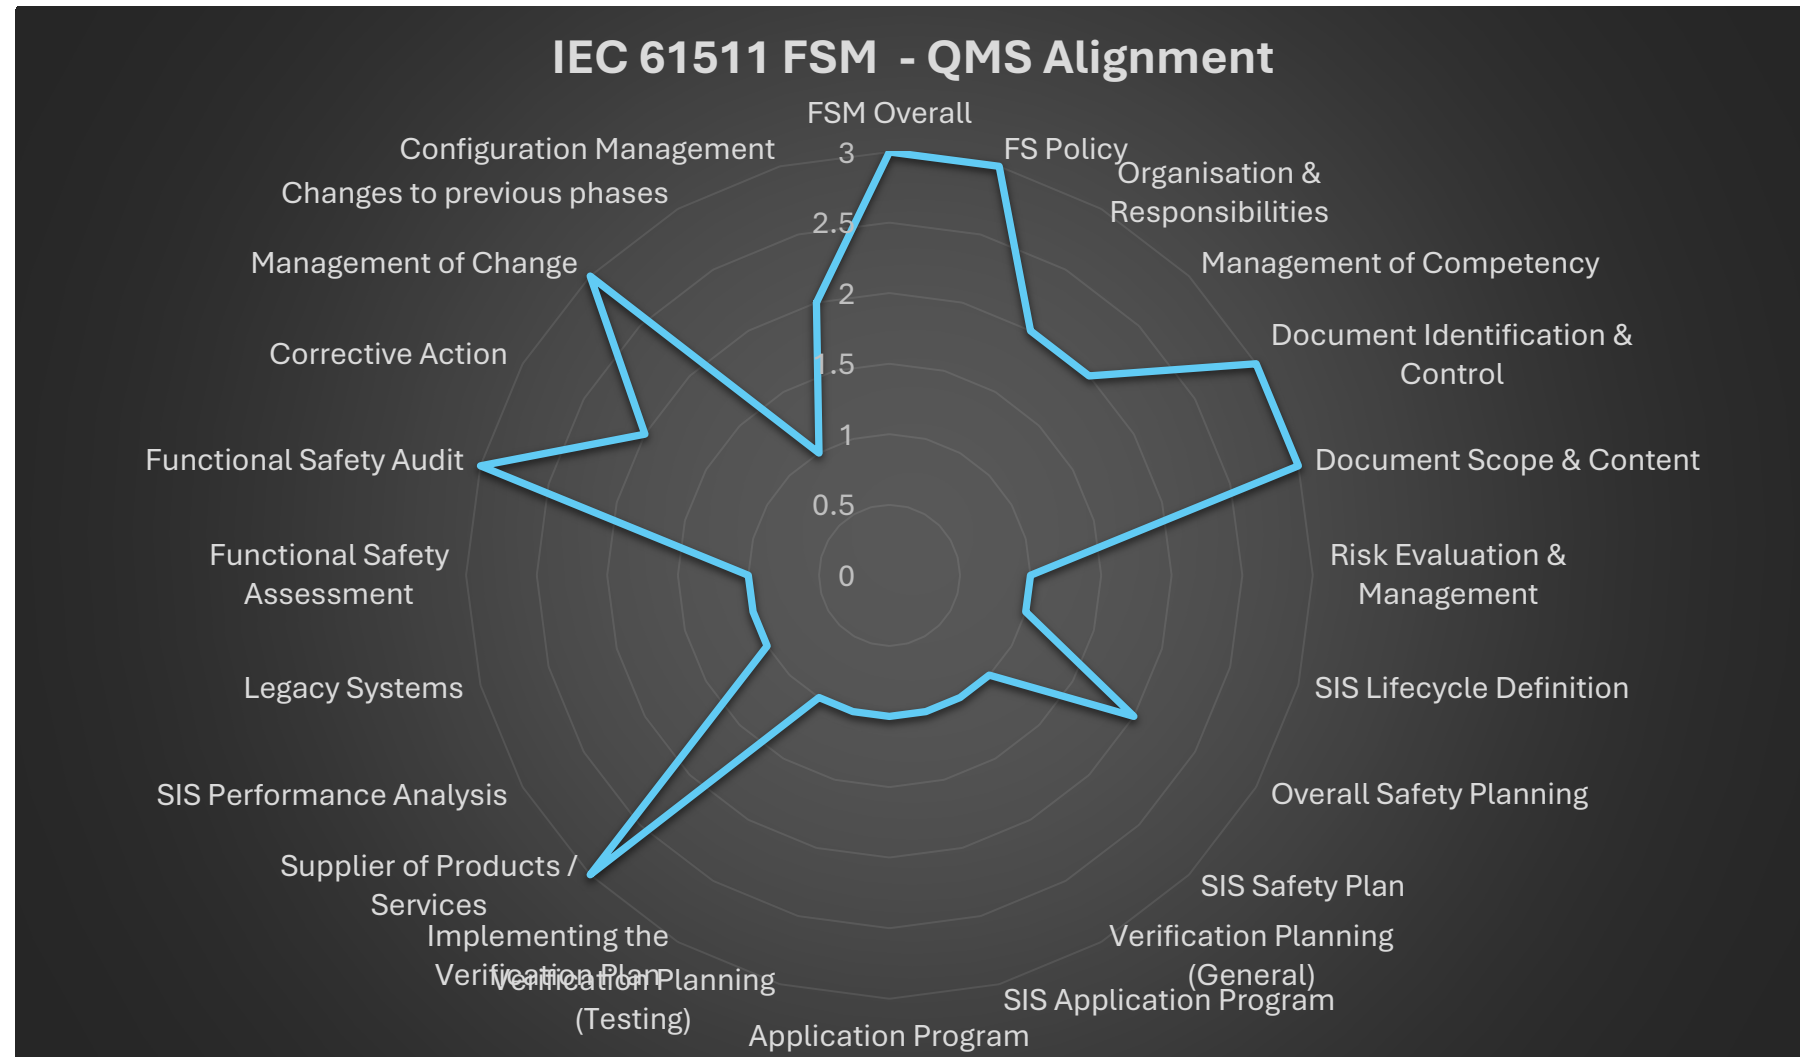 IEC 61511 FSM  - QMS Alignment
FSM Overall
FS Policy
Organisation &
Responsibilities
Management of Competency
Document Identification &
Control
Document Scope & Content
Risk Evaluation &
Management
SIS Lifecycle Definition
Overall Safety Planning
SIS Safety Plan
Verification Planning
(General)
SIS Application Program
Application Program
Verification Planning
(Testing)
Implementing the
Verification Plan
Supplier of Products /
Services
SIS Performance Analysis
Legacy Systems
Functional Safety
Assessment
Functional Safety Audit
Corrective Action
Management of Change
Changes to previous phases
Configuration Management
3
2.5
2
1.5
1
0.5
0